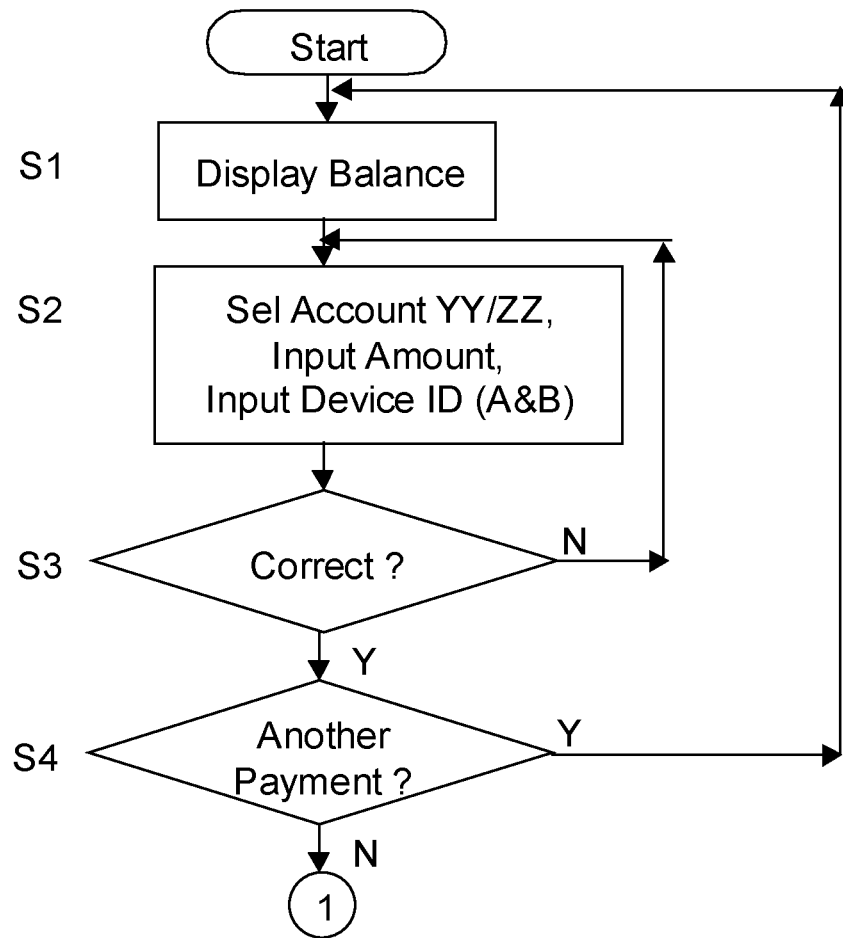 Start
S1
Display Balance
S2
Sel Account YY/ZZ,
Input Amount,
Input Device ID (A&B)
S3
Correct ?
N
Y
S4
Another
Payment ?
Y
N
1